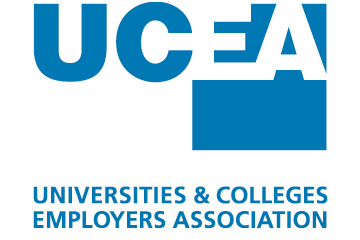 UCEA
UNIVERSITIES & COLLEGES
EMPLOYERS ASSOCIATION